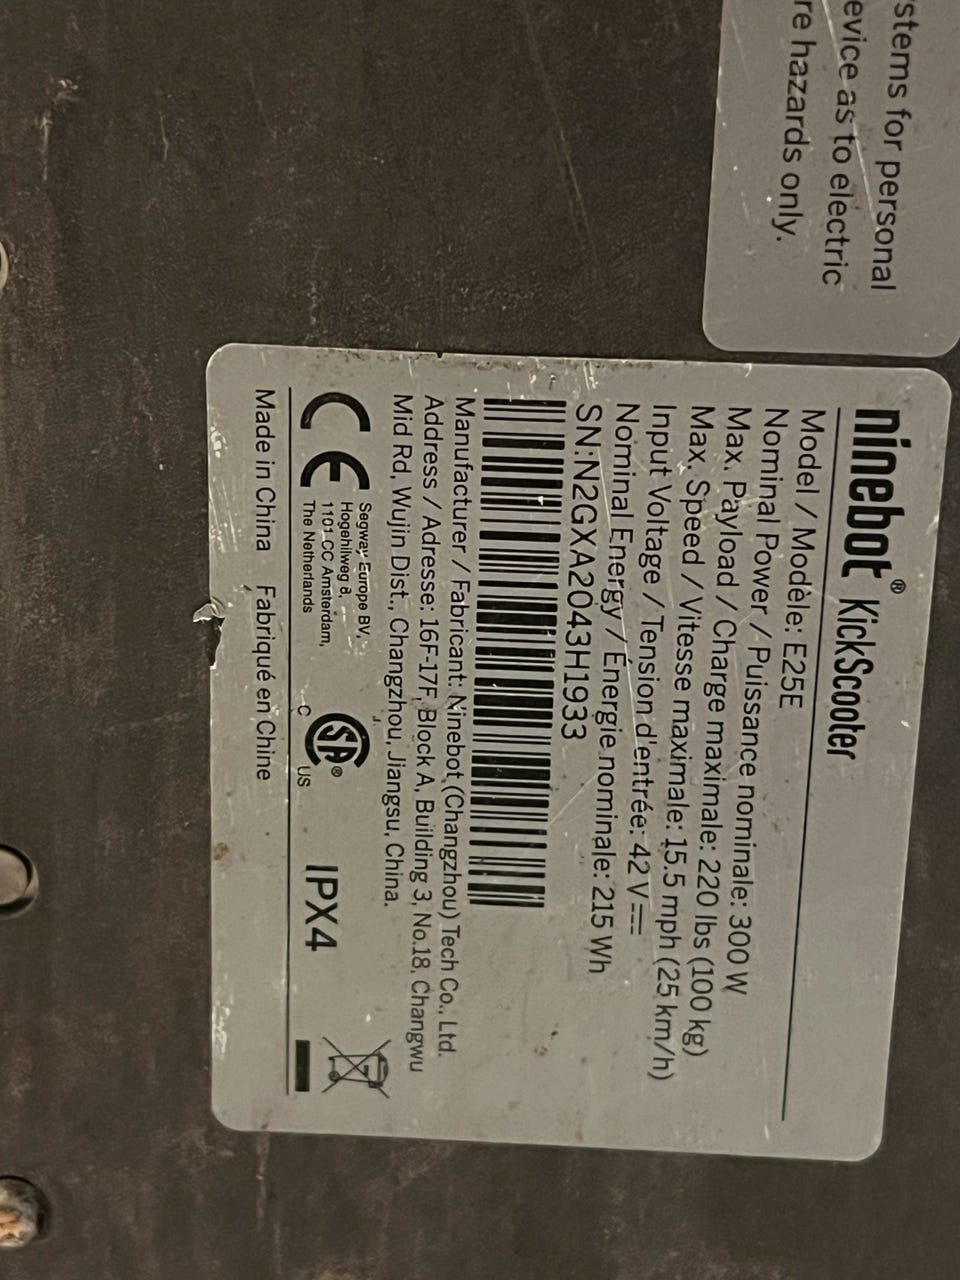 stems for personal
evice as to electric
re hazards only.
ninebot® KickScooter
Model / Modèle: E25E
Nominal Power / Puissance nominale: 300 W
Max. Payload / Charge maximale: 220 lbs (100 kg)
Max. Speed / Vitesse maximale: 15.5 mph (25 km/h)
Input Voltage / Tension d'entrée: 42 V⎓
Nominal Energy / Énergie nominale: 215 Wh
SN:N2GXA2043H1933
Manufacturer / Fabricant: Ninebot (Changzhou) Tech Co., Ltd.
Address / Adresse: 16F-17F, Block A, Building 3, No.18, Changwu
Mid Rd, Wujin Dist., Changzhou, Jiangsu, China.
CE
Segway Europe BV,
Hogehilweg 8,
1101 CC Amsterdam,
The Netherlands
C SA® US
IPX4
Made in China Fabriqué en Chine